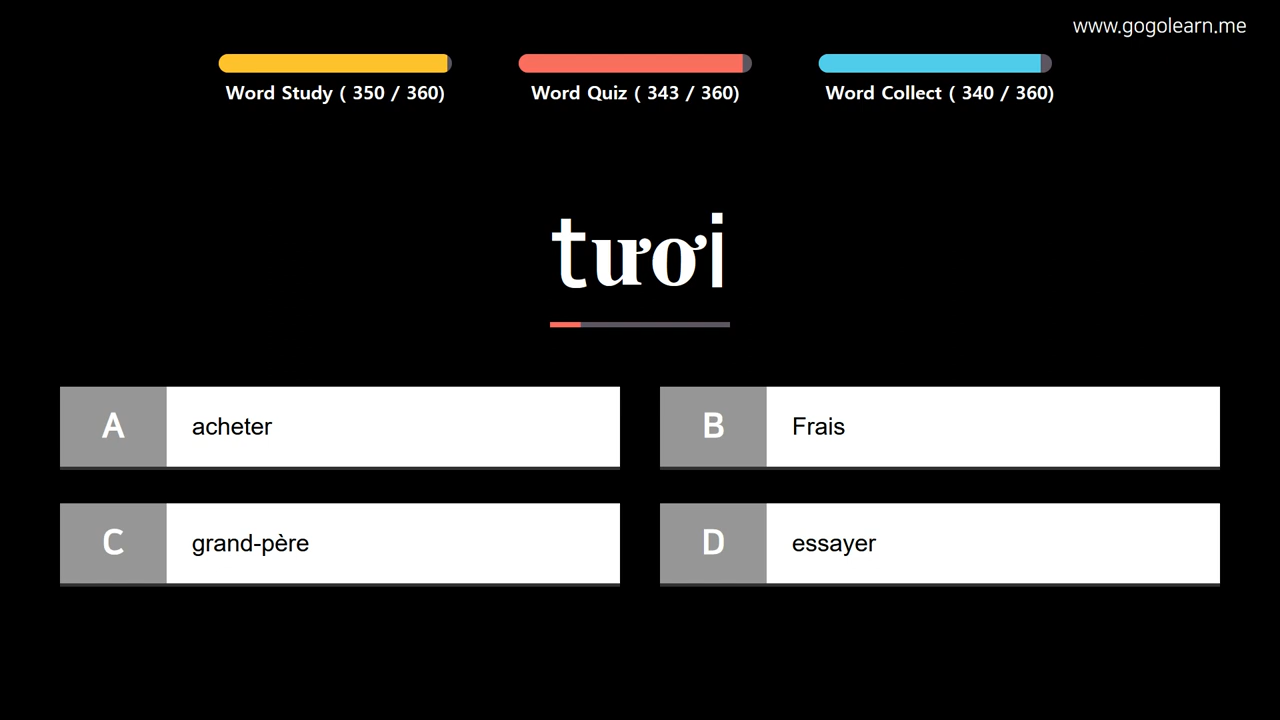 www.gogolearn.me
Word Study ( 350 / 360)
Word Quiz ( 343 / 360)
Word Collect ( 340 / 360)
tươi
A acheter
B Frais
C grand-père
D essayer